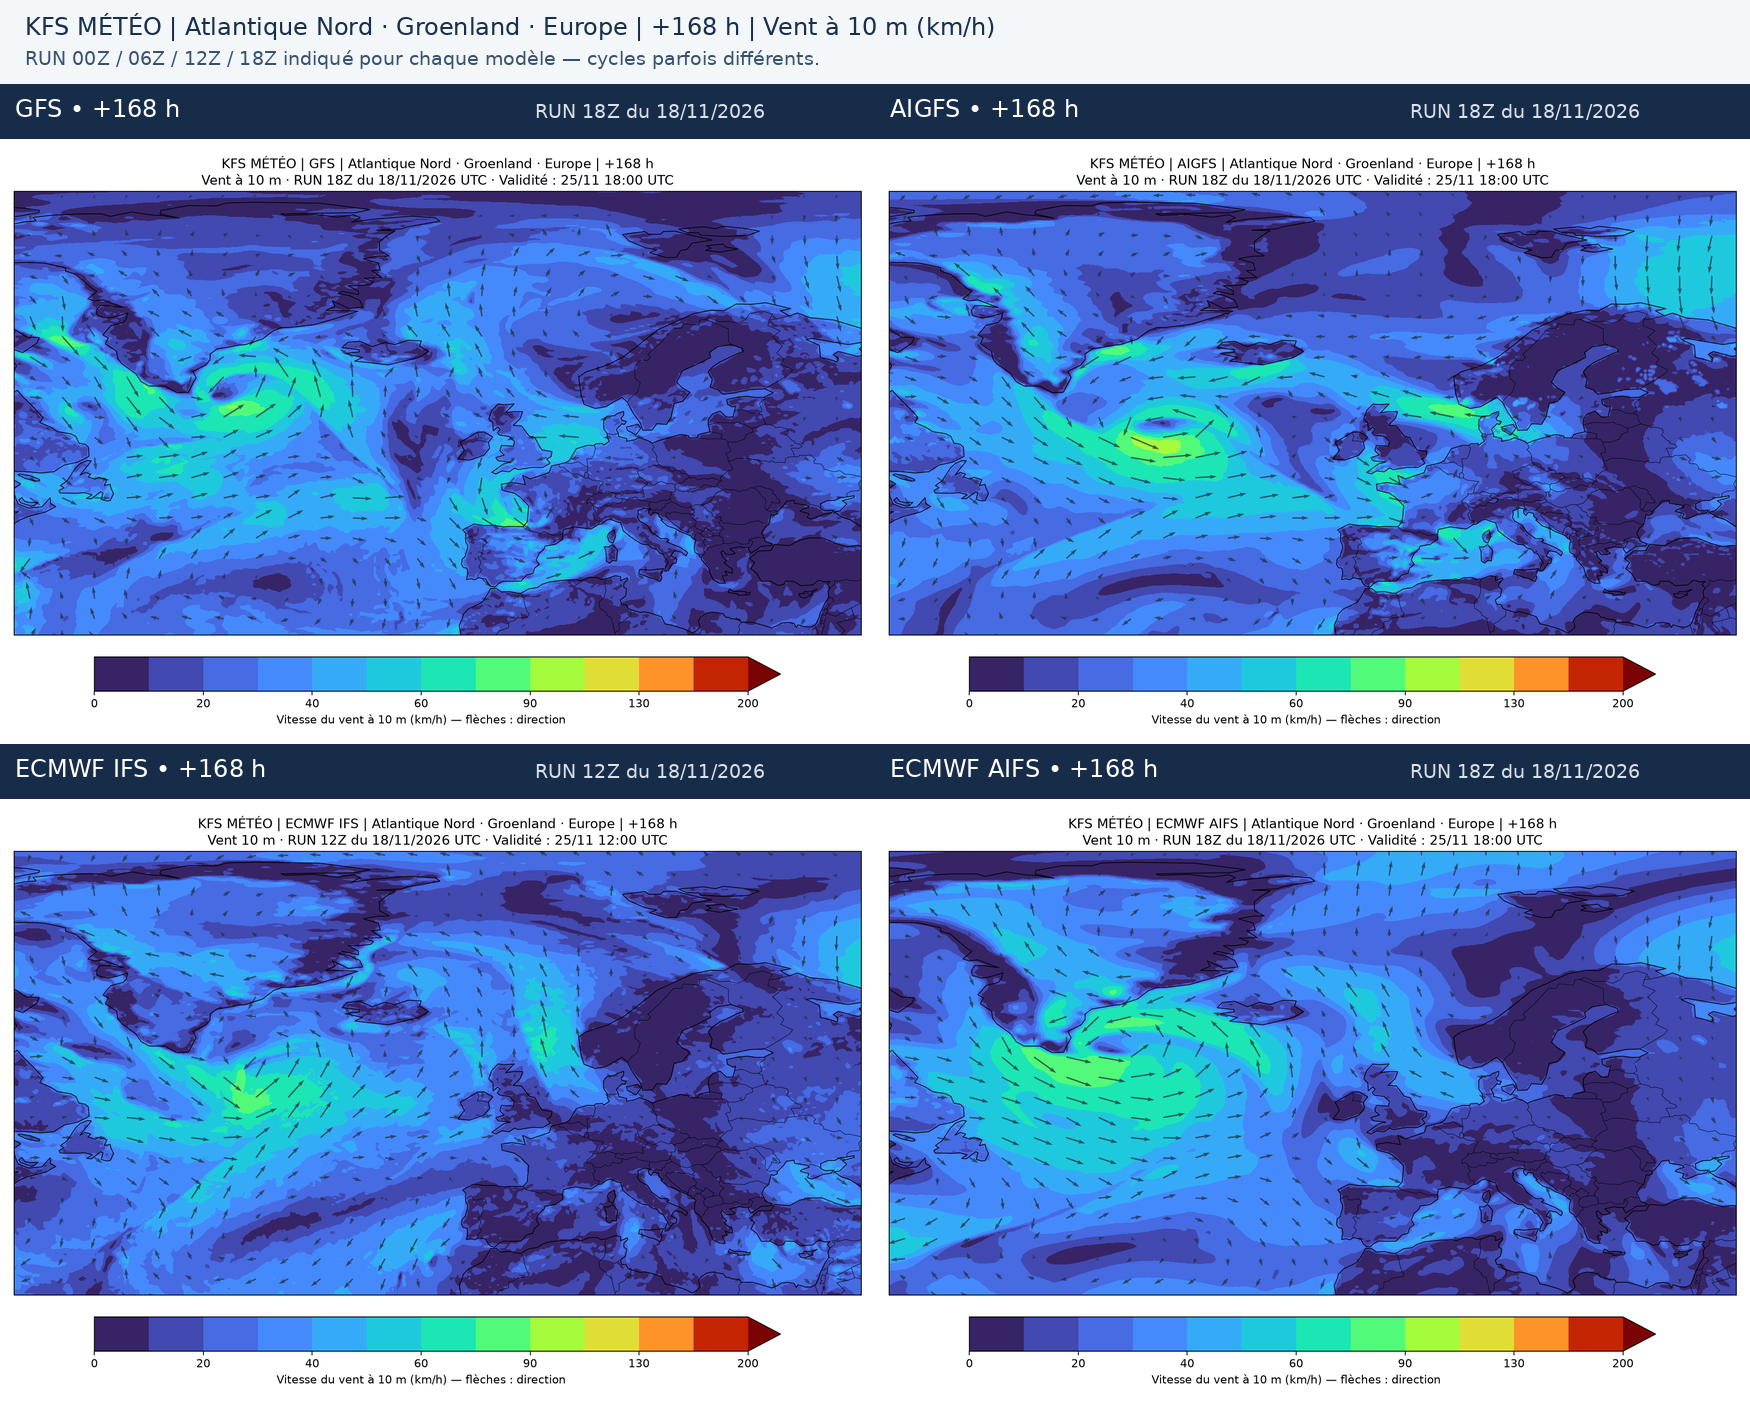 KFS MÉTÉO | Atlantique Nord · Groenland · Europe | +168 h | Vent à 10 m (km/h)
RUN 00Z / 06Z / 12Z / 18Z indiqué pour chaque modèle — cycles parfois différents.
GFS • +168 h
RUN 18Z du 18/11/2026
KFS MÉTÉO | GFS | Atlantique Nord · Groenland · Europe | +168 h
Vent à 10 m · RUN 18Z du 18/11/2026 UTC · Validité : 25/11 18:00 UTC
0 20 40 60 90 130 200
Vitesse du vent à 10 m (km/h) — flèches : direction
AIGFS • +168 h
RUN 18Z du 18/11/2026
KFS MÉTÉO | AIGFS | Atlantique Nord · Groenland · Europe | +168 h
Vent à 10 m · RUN 18Z du 18/11/2026 UTC · Validité : 25/11 18:00 UTC
0 20 40 60 90 130 200
Vitesse du vent à 10 m (km/h) — flèches : direction
ECMWF IFS • +168 h
RUN 12Z du 18/11/2026
KFS MÉTÉO | ECMWF IFS | Atlantique Nord · Groenland · Europe | +168 h
Vent 10 m · RUN 12Z du 18/11/2026 UTC · Validité : 25/11 12:00 UTC
0 20 40 60 90 130 200
Vitesse du vent à 10 m (km/h) — flèches : direction
ECMWF AIFS • +168 h
RUN 18Z du 18/11/2026
KFS MÉTÉO | ECMWF AIFS | Atlantique Nord · Groenland · Europe | +168 h
Vent 10 m · RUN 18Z du 18/11/2026 UTC · Validité : 25/11 18:00 UTC
0 20 40 60 90 130 200
Vitesse du vent à 10 m (km/h) — flèches : direction